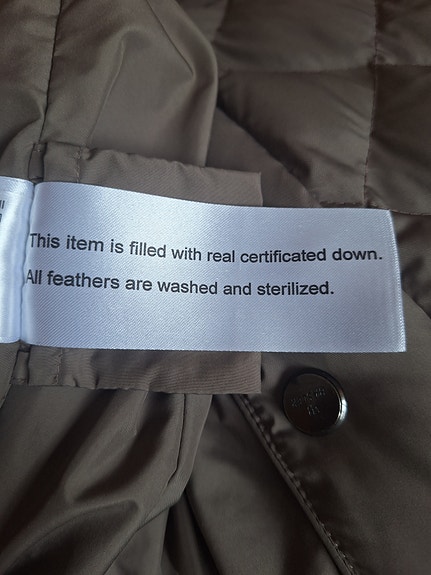 This item is filled with real certificated down.
All feathers are washed and sterilized.